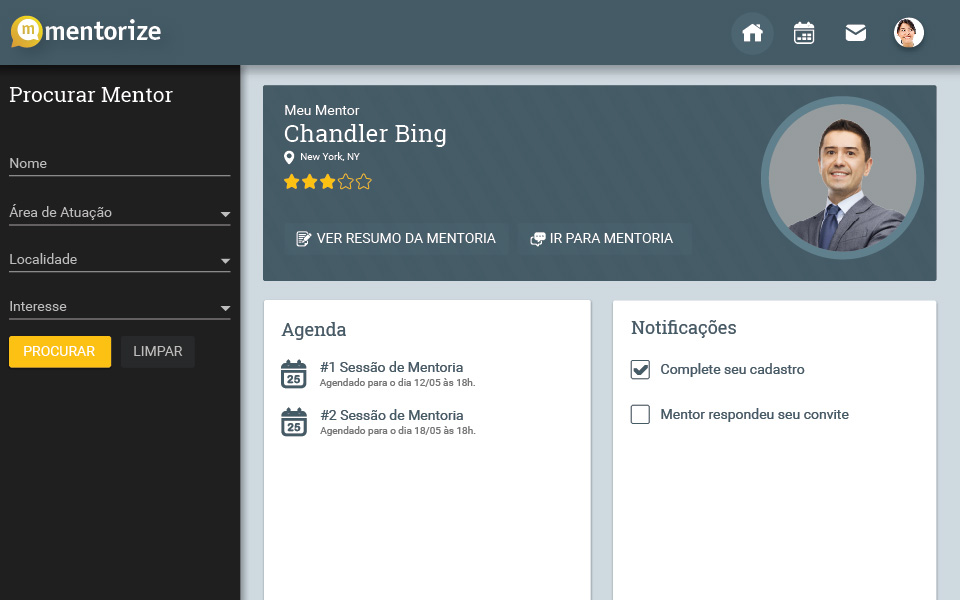 m mentorize
Procurar Mentor
Nome
Área de Atuação
Localidade
Interesse
PROCURAR
LIMPAR
Meu Mentor
Chandler Bing
New York, NY
VER RESUMO DA MENTORIA
IR PARA MENTORIA
Agenda
25
#1 Sessão de Mentoria
Agendado para o dia 12/05 às 18h.
25
#2 Sessão de Mentoria
Agendado para o dia 18/05 às 18h.
Notificações
Complete seu cadastro
Mentor respondeu seu convite